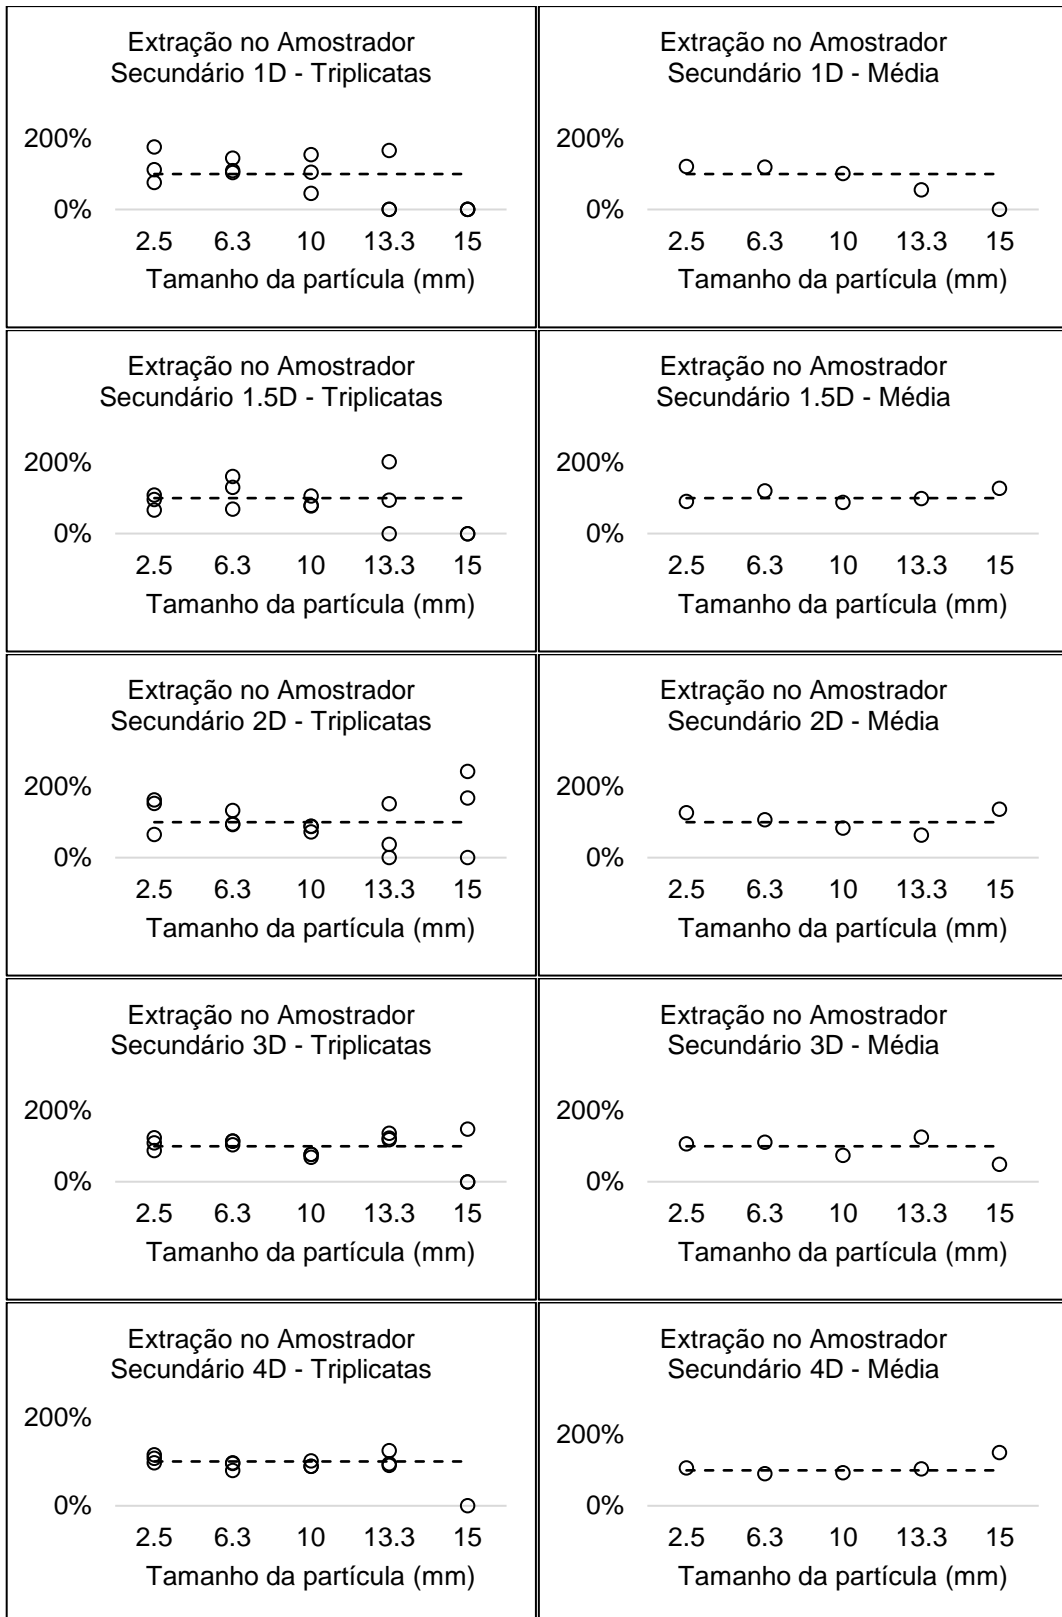 Extração no Amostrador
Secundário 1D - Triplicatas
200%
0%
2.5 6.3 10 13.3 15
Tamanho da partícula (mm)
Extração no Amostrador
Secundário 1D - Média
200%
0%
2.5 6.3 10 13.3 15
Tamanho da partícula (mm)
Extração no Amostrador
Secundário 1.5D - Triplicatas
200%
0%
2.5 6.3 10 13.3 15
Tamanho da partícula (mm)
Extração no Amostrador
Secundário 1.5D - Média
200%
0%
2.5 6.3 10 13.3 15
Tamanho da partícula (mm)
Extração no Amostrador
Secundário 2D - Triplicatas
200%
0%
2.5 6.3 10 13.3 15
Tamanho da partícula (mm)
Extração no Amostrador
Secundário 2D - Média
200%
0%
2.5 6.3 10 13.3 15
Tamanho da partícula (mm)
Extração no Amostrador
Secundário 3D - Triplicatas
200%
0%
2.5 6.3 10 13.3 15
Tamanho da partícula (mm)
Extração no Amostrador
Secundário 3D - Média
200%
0%
2.5 6.3 10 13.3 15
Tamanho da partícula (mm)
Extração no Amostrador
Secundário 4D - Triplicatas
200%
0%
2.5 6.3 10 13.3 15
Tamanho da partícula (mm)
Extração no Amostrador
Secundário 4D - Média
200%
0%
2.5 6.3 10 13.3 15
Tamanho da partícula (mm)